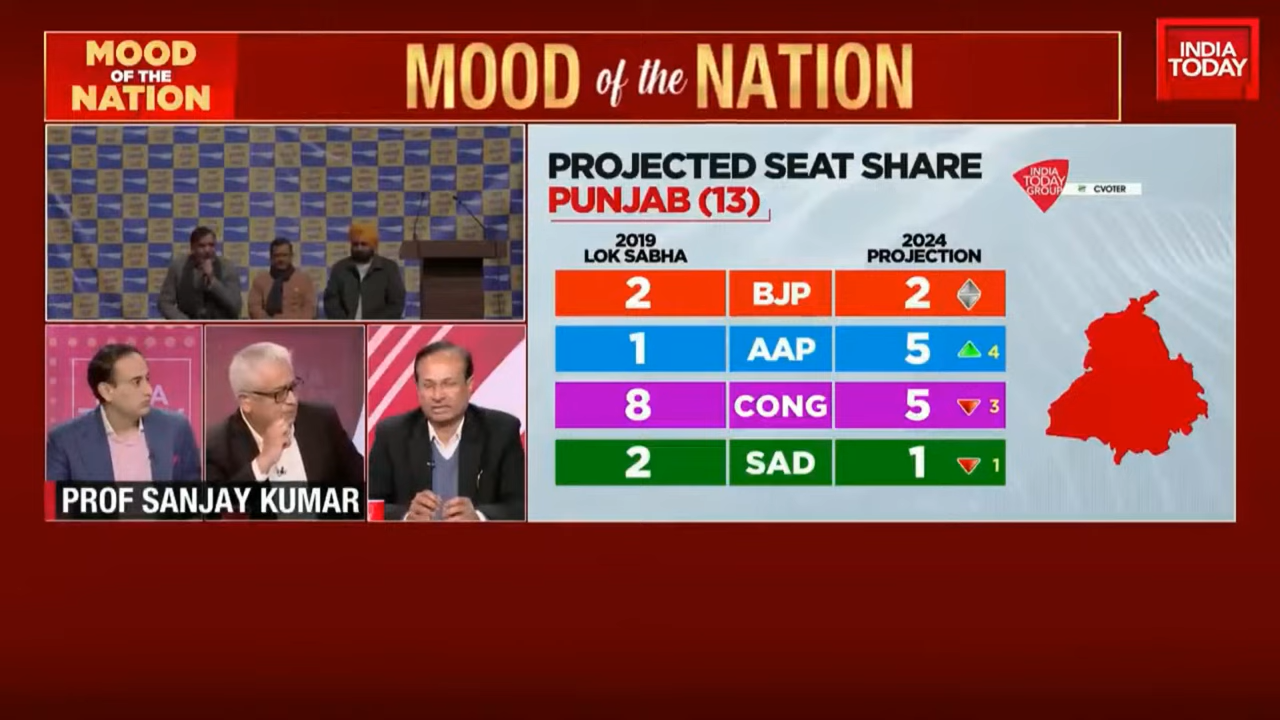 MOOD
OF THE
NATION
MOOD of the NATION
INDIA
TODAY
PROJECTED SEAT SHARE
PUNJAB (13)
INDIA
TODAY
GROUP
CVOTER
2019
LOK SABHA
2024
PROJECTION
2 BJP 2
1 AAP 5 4
8 CONG 5 3
2 SAD 1 1
PROF SANJAY KUMAR